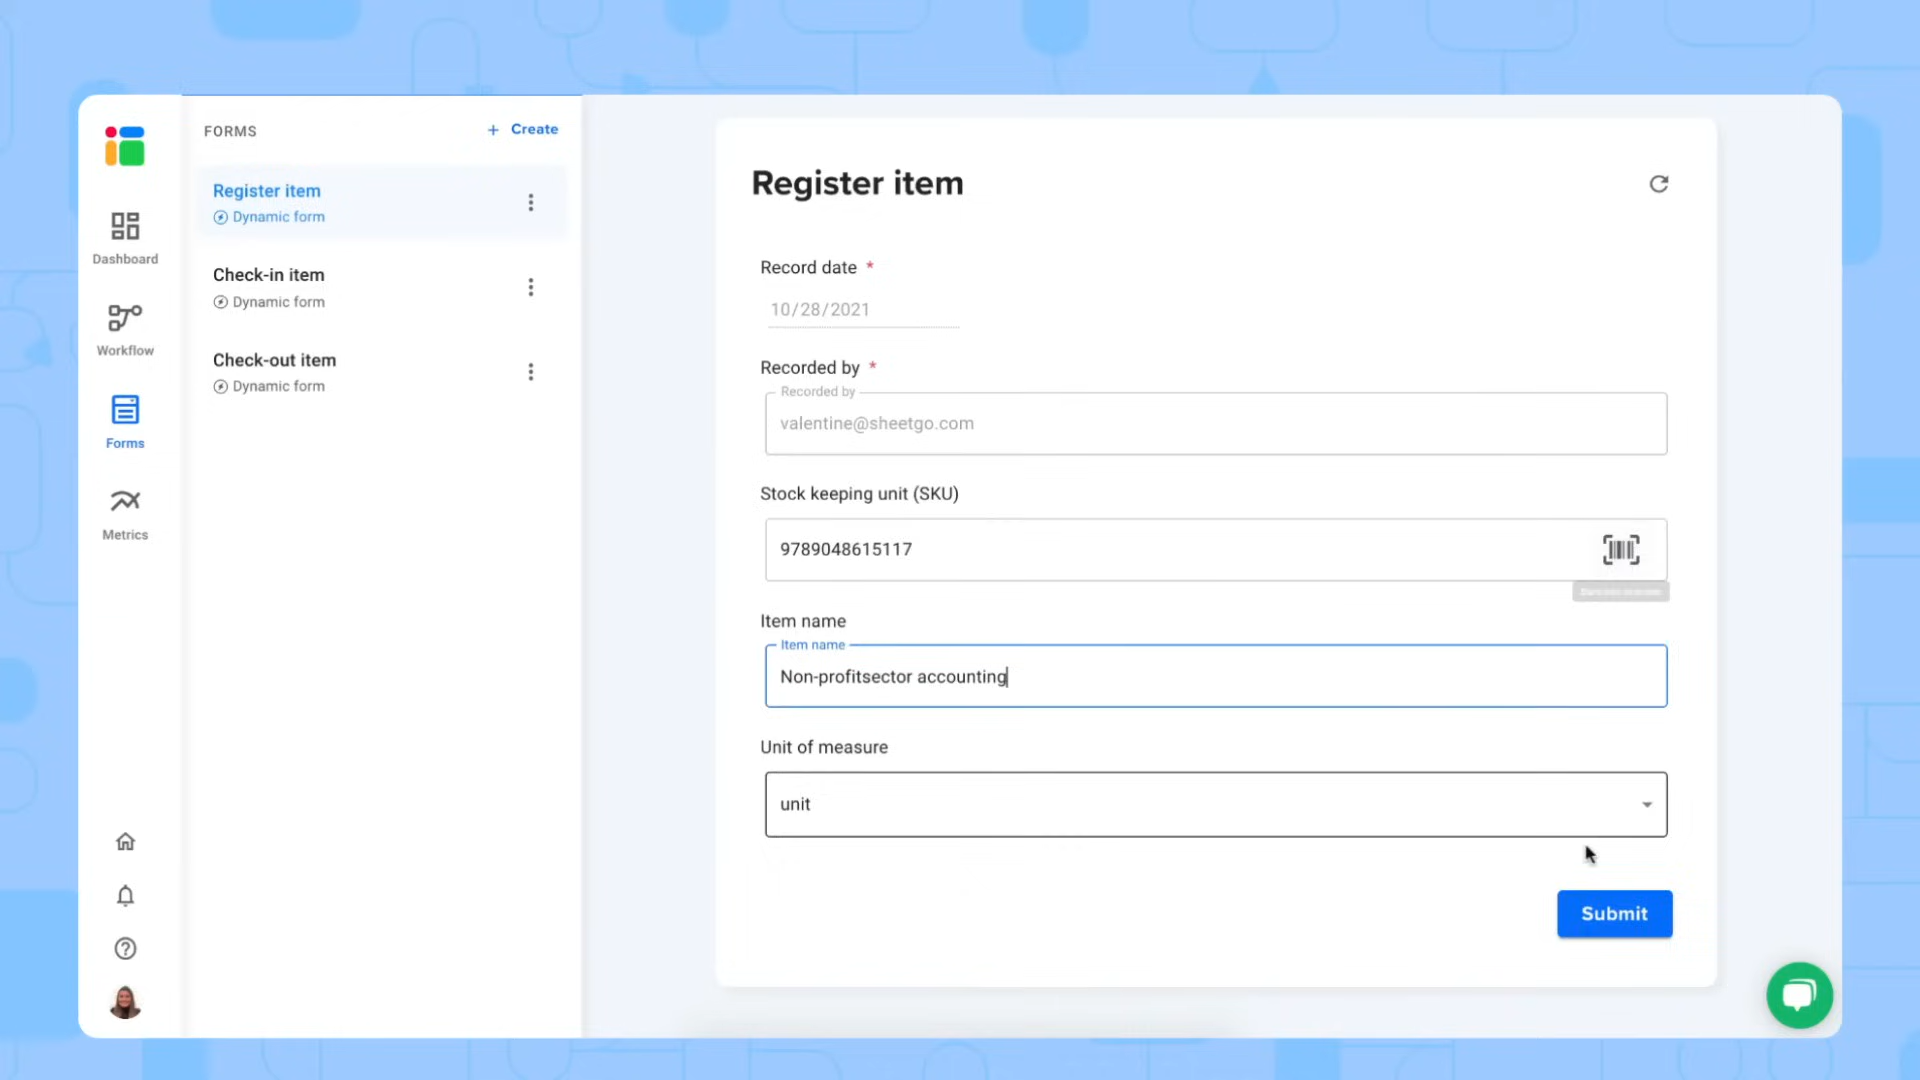 FORMS
+ Create
Register item
Dynamic form
Check-in item
Dynamic form
Check-out item
Dynamic form
Dashboard
Workflow
Forms
Metrics
Register item
Record date *
10/28/2021
Recorded by *
Recorded by
valentine@sheetgo.com
Stock keeping unit (SKU)
9789048615117
Item name
Item name
Non-profitsector accounting
Unit of measure
unit
Submit